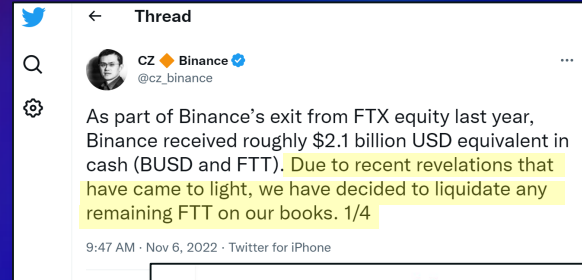 Thread
CZ 🔶 Binance
@cz_binance
As part of Binance's exit from FTX equity last year,
Binance received roughly $2.1 billion USD equivalent in
cash (BUSD and FTT). Due to recent revelations that
have came to light, we have decided to liquidate any
remaining FTT on our books. 1/4
9:47 AM · Nov 6, 2022 · Twitter for iPhone